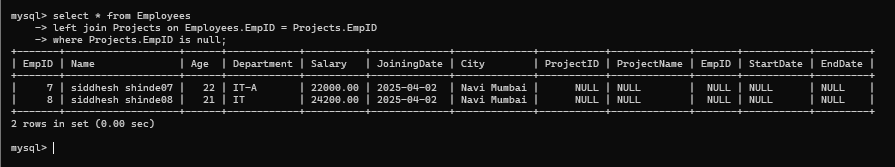 mysql> select * from Employees
    -> left join Projects on Employees.EmpID = Projects.EmpID
    -> where Projects.EmpID is null;
+-------+------------------+------+------------+----------+-------------+-------------+-----------+-------------+-------+-----------+---------+
| EmpID | Name             | Age  | Department | Salary   | JoiningDate | City        | ProjectID | ProjectName | EmpID | StartDate | EndDate |
+-------+------------------+------+------------+----------+-------------+-------------+-----------+-------------+-------+-----------+---------+
|     7 | siddhesh shinde07 |   22 | IT-A       | 22000.00 | 2025-04-02  | Navi Mumbai |      NULL | NULL        |  NULL | NULL      | NULL    |
|     8 | siddhesh shinde08 |   21 | IT         | 24200.00 | 2025-04-02  | Navi Mumbai |      NULL | NULL        |  NULL | NULL      | NULL    |
+-------+------------------+------+------------+----------+-------------+-------------+-----------+-------------+-------+-----------+---------+
2 rows in set (0.00 sec)
mysql>